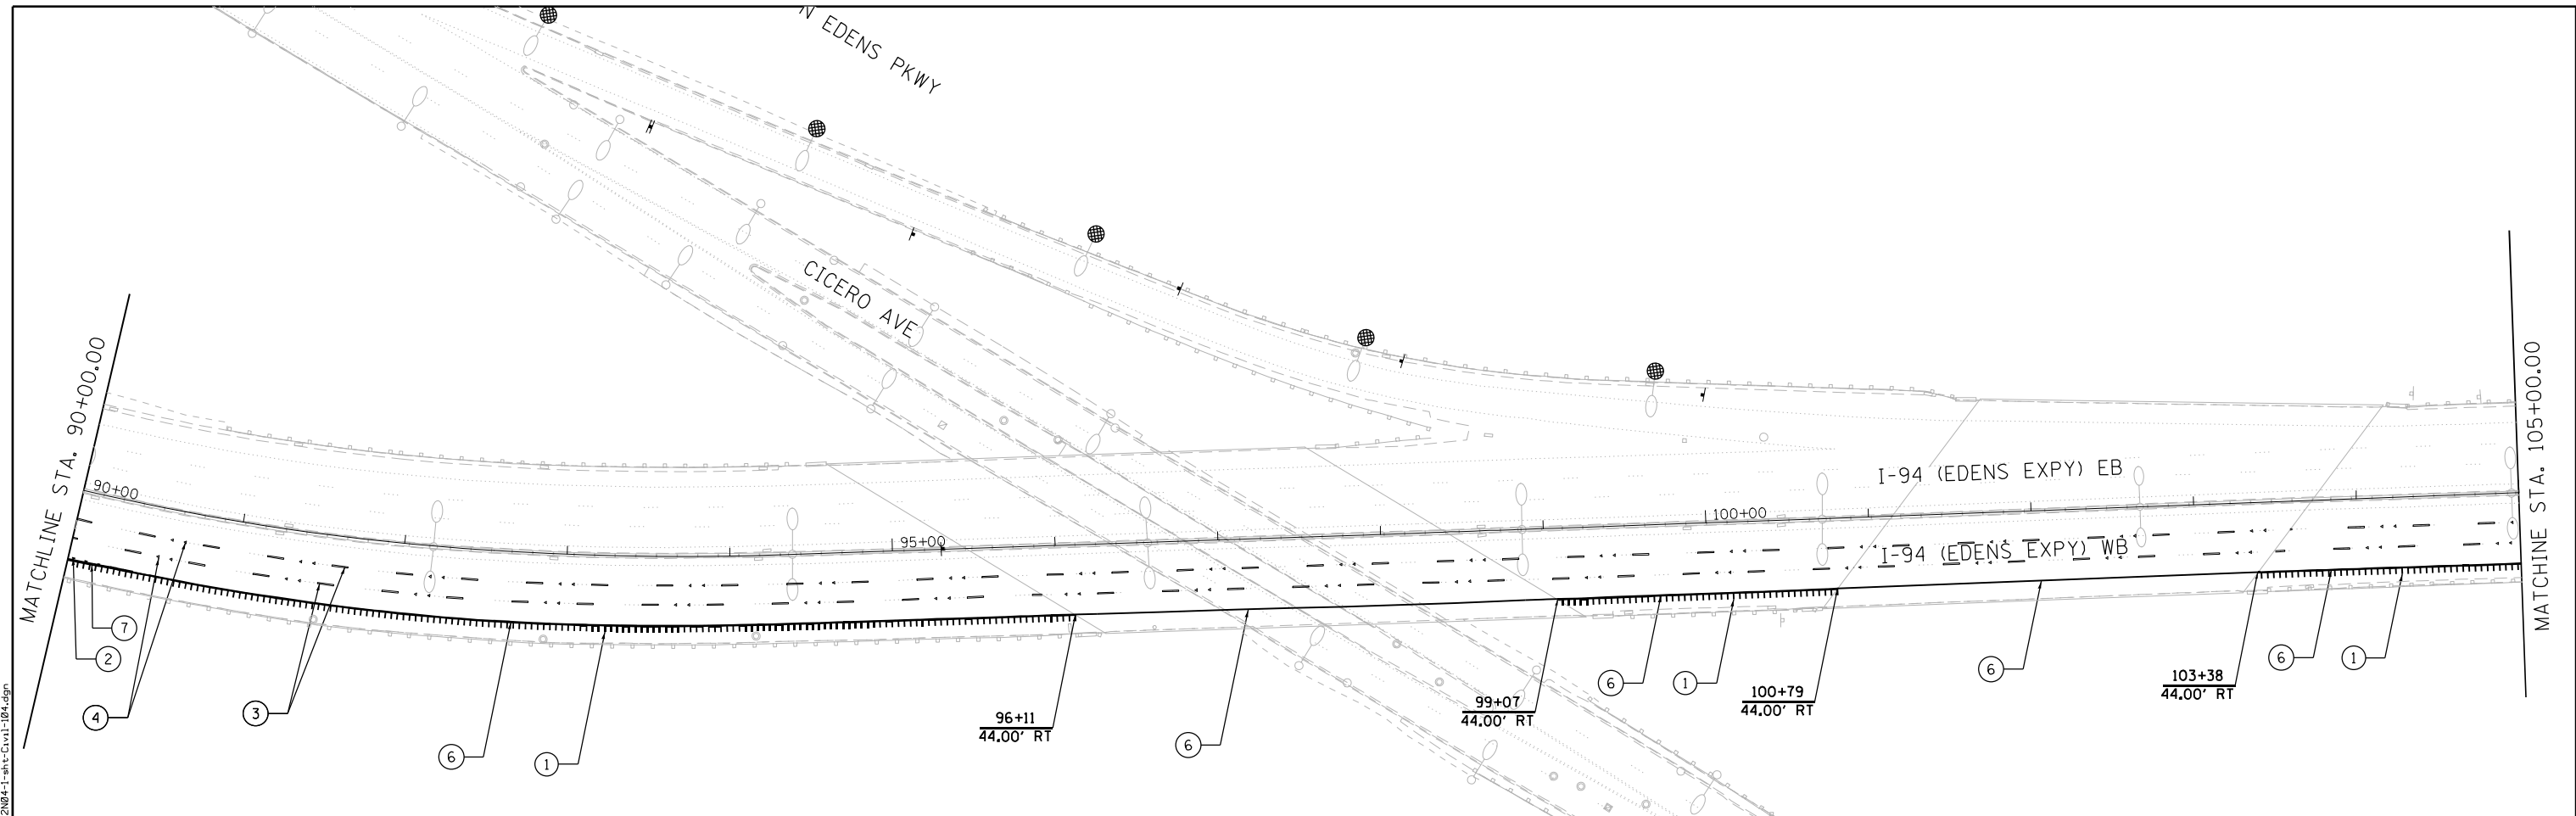 N EDENS PKWY
CICERO AVE
MATCHLINE STA. 90+00.00
MATCHINE STA. 105+00.00
90+00
95+00
100+00
I-94 (EDENS EXPY) EB
I-94 (EDENS EXPY) WB
7
2
4
3
6
1
96+11
44.00' RT
6
99+07
44.00' RT
6
1
100+79
44.00' RT
6
103+38
44.00' RT
6
1
2N04-1-sht-Civil-104.dgn